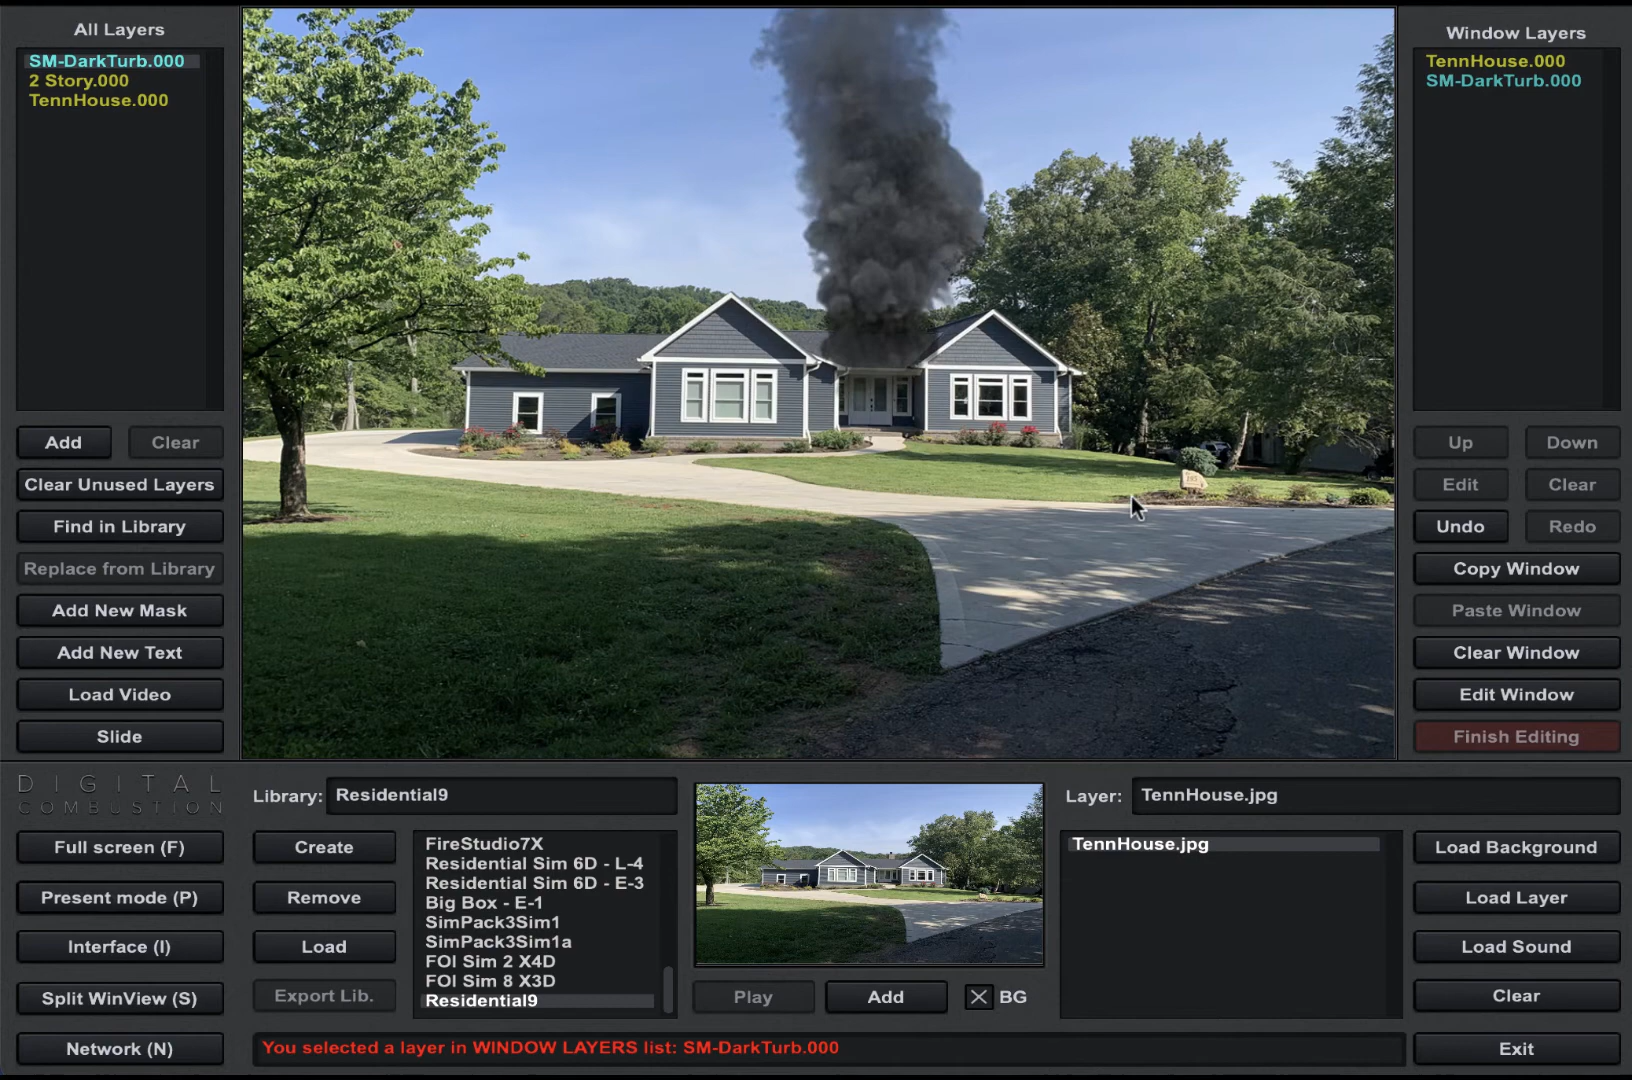 All Layers
SM-DarkTurb.000
2 Story.000
TennHouse.000
Add
Clear
Clear Unused Layers
Find in Library
Replace from Library
Add New Mask
Add New Text
Load Video
Slide
Window Layers
TennHouse.000
SM-DarkTurb.000
Up
Down
Edit
Clear
Undo
Redo
Copy Window
Paste Window
Clear Window
Edit Window
Finish Editing
DIGITAL
COMBUSTION
Full screen (F)
Present mode (P)
Interface (I)
Split WinView (S)
Network (N)
Library: Residential9
Create
Remove
Load
Export Lib.
FireStudio7X
Residential Sim 6D - L-4
Residential Sim 6D - E-3
Big Box - E-1
SimPack3Sim1
SimPack3Sim1a
FOI Sim 2 X4D
FOI Sim 8 X3D
Residential9
Play
Add
BG
Layer: TennHouse.jpg
TennHouse.jpg
Load Background
Load Layer
Load Sound
Clear
You selected a layer in WINDOW LAYERS list: SM-DarkTurb.000
Exit